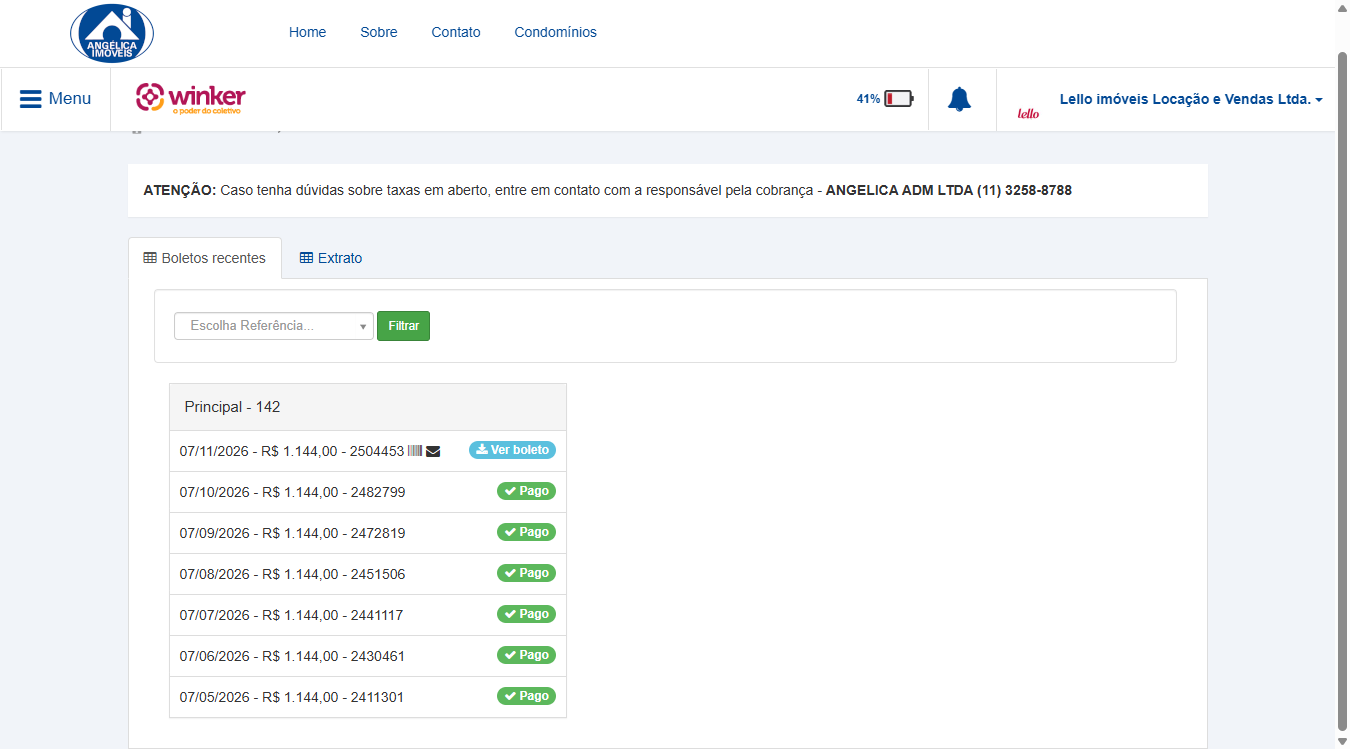 ANGÉLICA
IMÓVEIS
Home
Sobre
Contato
Condomínios
Menu
winker
o poder do coletivo
41%
lello
Lello imóveis Locação e Vendas Ltda.
ATENÇÃO: Caso tenha dúvidas sobre taxas em aberto, entre em contato com a responsável pela cobrança - ANGELICA ADM LTDA (11) 3258-8788
Boletos recentes
Extrato
Escolha Referência...
Filtrar
Principal - 142
07/11/2026 - R$ 1.144,00 - 2504453 Ver boleto
07/10/2026 - R$ 1.144,00 - 2482799 Pago
07/09/2026 - R$ 1.144,00 - 2472819 Pago
07/08/2026 - R$ 1.144,00 - 2451506 Pago
07/07/2026 - R$ 1.144,00 - 2441117 Pago
07/06/2026 - R$ 1.144,00 - 2430461 Pago
07/05/2026 - R$ 1.144,00 - 2411301 Pago